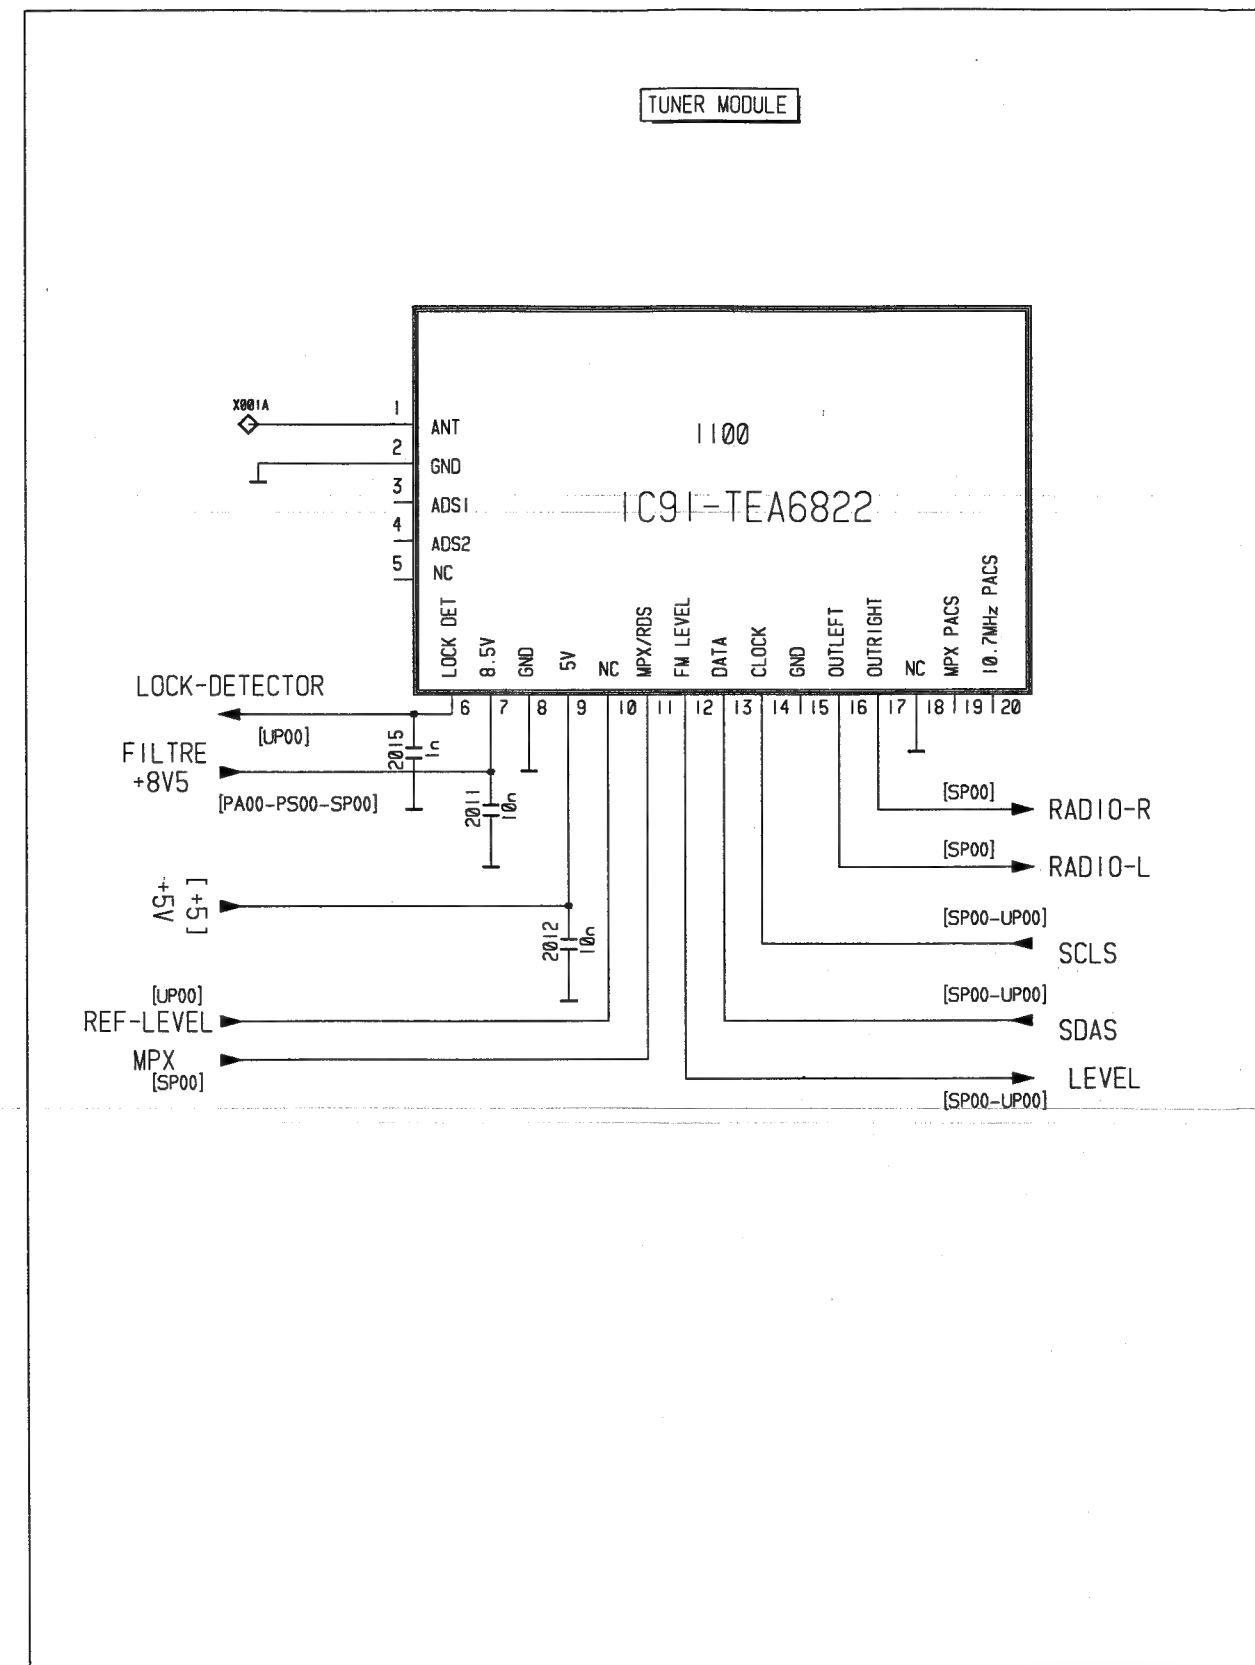 TUNER MODULE
X001A
1
ANT
2
GND
3
ADS1
4
ADS2
5
NC
1100
IC91-TEA6822
LOCK DET
8.5V
GND
5V
NC
MPX/RDS
FM LEVEL
DATA
CLOCK
GND
OUTLEFT
OUTRIGHT
NC
MPX PACS
10.7MHz PACS
6 7 8 9 10 11 12 13 14 15 16 17 18 19 20
LOCK-DETECTOR
[UP00]
2015
1n
FILTRE
+8V5
[PA00-PS00-SP00]
2011
10n
[+5]
+5V
2012
10n
[UP00]
REF-LEVEL
MPX
[SP00]
[SP00]
RADIO-R
[SP00]
RADIO-L
[SP00-UP00]
SCLS
[SP00-UP00]
SDAS
LEVEL
[SP00-UP00]